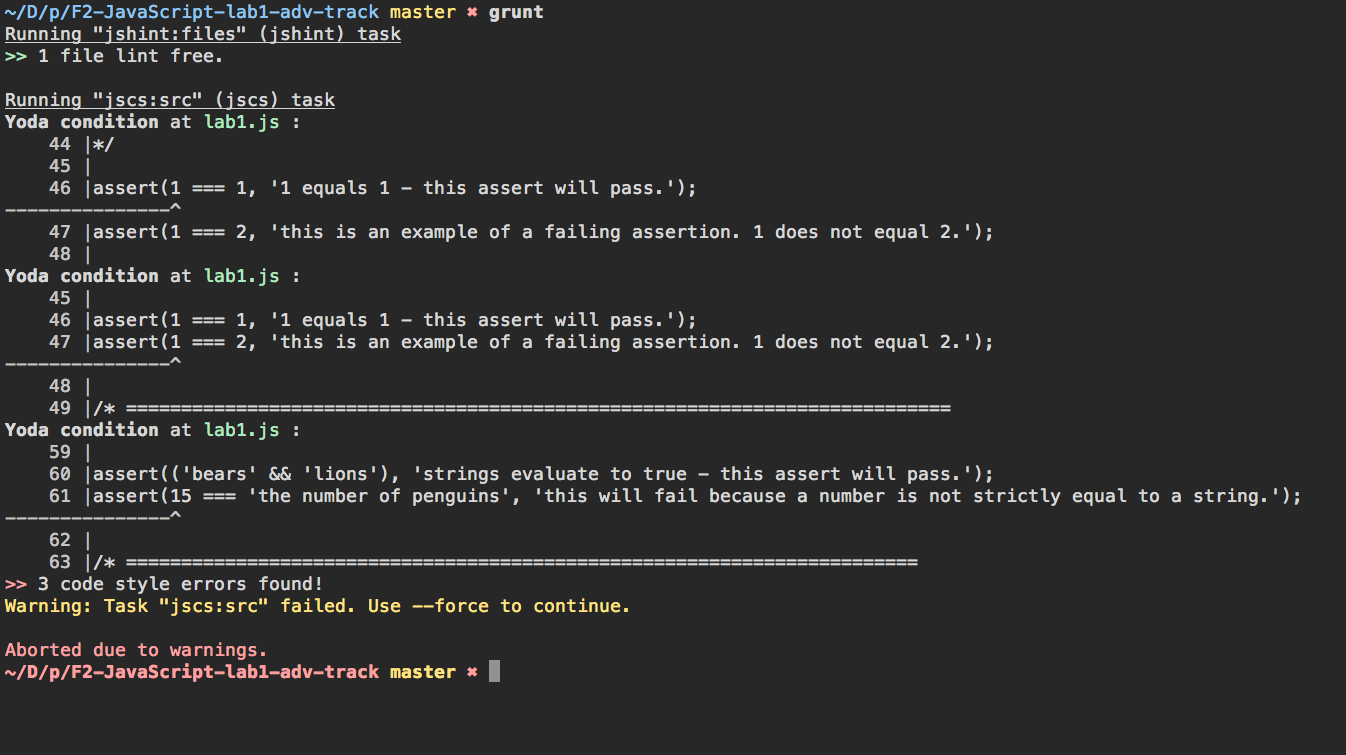 ~/D/p/F2-JavaScript-lab1-adv-track master ✖ grunt
Running "jshint:files" (jshint) task
>> 1 file lint free.

Running "jscs:src" (jscs) task
Yoda condition at lab1.js :
    44 |*/
    45 |
    46 |assert(1 === 1, '1 equals 1 - this assert will pass.');
---------------^
    47 |assert(1 === 2, 'this is an example of a failing assertion. 1 does not equal 2.');
    48 |
Yoda condition at lab1.js :
    45 |
    46 |assert(1 === 1, '1 equals 1 - this assert will pass.');
    47 |assert(1 === 2, 'this is an example of a failing assertion. 1 does not equal 2.');
---------------^
    48 |
    49 |/* ===========================================================================
Yoda condition at lab1.js :
    59 |
    60 |assert(('bears' && 'lions'), 'strings evaluate to true - this assert will pass.');
    61 |assert(15 === 'the number of penguins', 'this will fail because a number is not strictly equal to a string.');
---------------^
    62 |
    63 |/* ========================================================================
>> 3 code style errors found!
Warning: Task "jscs:src" failed. Use --force to continue.

Aborted due to warnings.
~/D/p/F2-JavaScript-lab1-adv-track master ✖